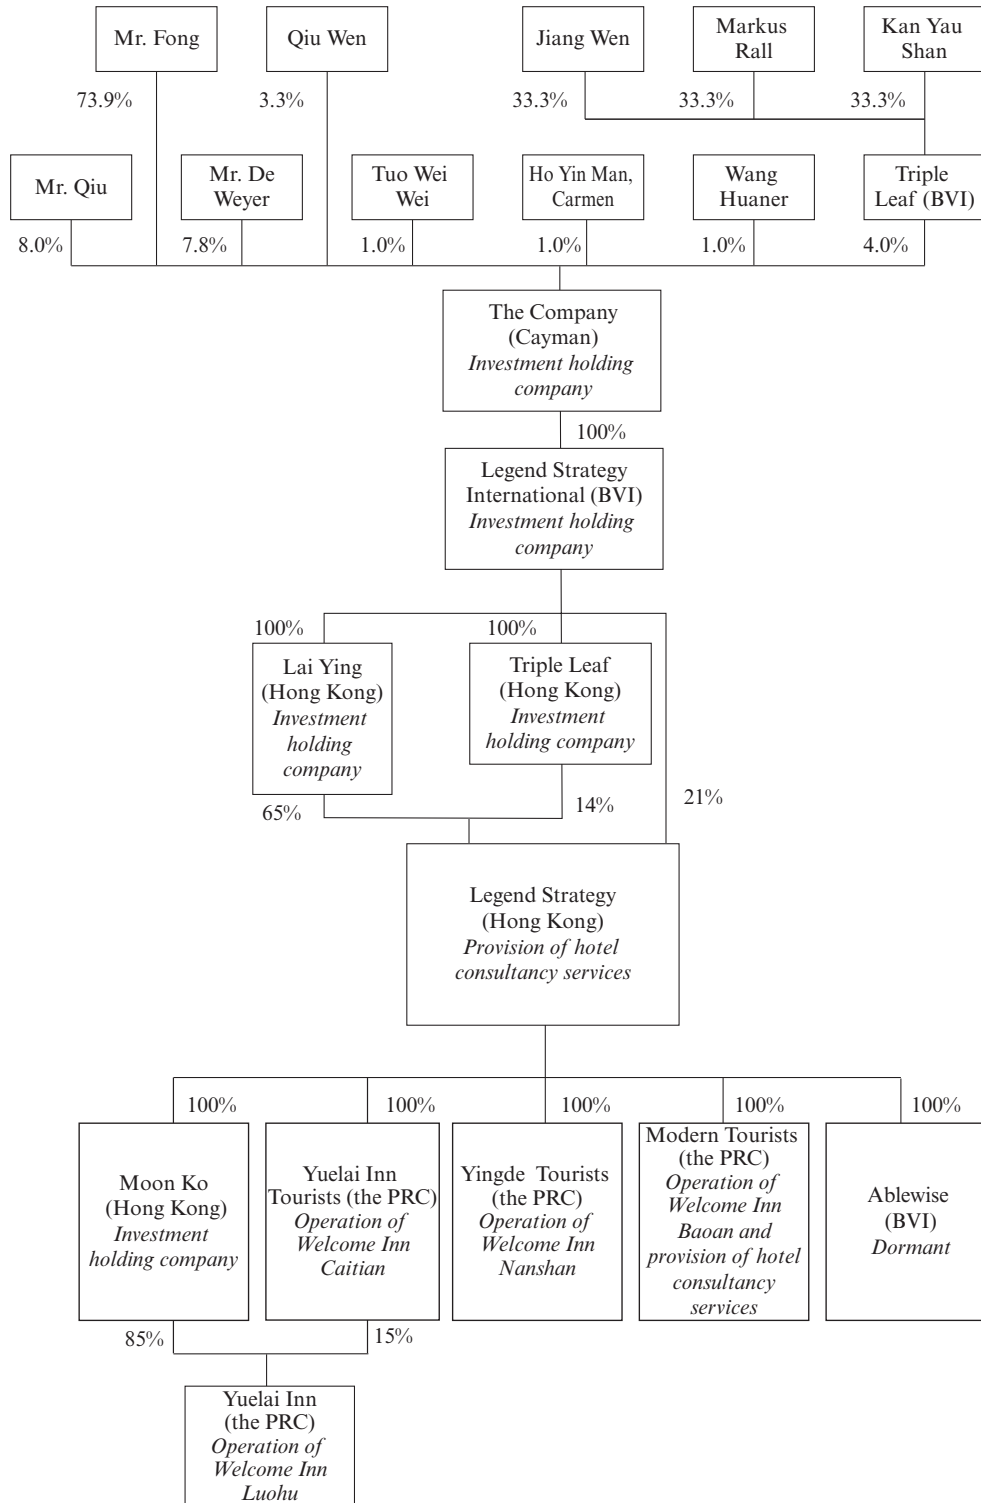 Mr. Fong
Qiu Wen
Jiang Wen
Markus
Rall
Kan Yau
Shan
73.9%
3.3%
33.3%
33.3%
33.3%
Mr. Qiu
Mr. De
Weyer
Tuo Wei
Wei
Ho Yin Man,
Carmen
Wang
Huaner
Triple
Leaf (BVI)
8.0%
7.8%
1.0%
1.0%
1.0%
4.0%
The Company
(Cayman)
Investment holding
company
100%
Legend Strategy
International (BVI)
Investment holding
company
100%
100%
Lai Ying
(Hong Kong)
Investment
holding
company
Triple Leaf
(Hong Kong)
Investment
holding company
65%
14%
21%
Legend Strategy
(Hong Kong)
Provision of hotel
consultancy services
100%
100%
100%
100%
100%
Moon Ko
(Hong Kong)
Investment
holding company
Yuelai Inn
Tourists (the PRC)
Operation of
Welcome Inn
Caitian
Yingde Tourists
(the PRC)
Operation of
Welcome Inn
Nanshan
Modern Tourists
(the PRC)
Operation of
Welcome Inn
Baoan and
provision of hotel
consultancy
services
Ablewise
(BVI)
Dormant
85%
15%
Yuelai Inn
(the PRC)
Operation of
Welcome Inn
Luohu